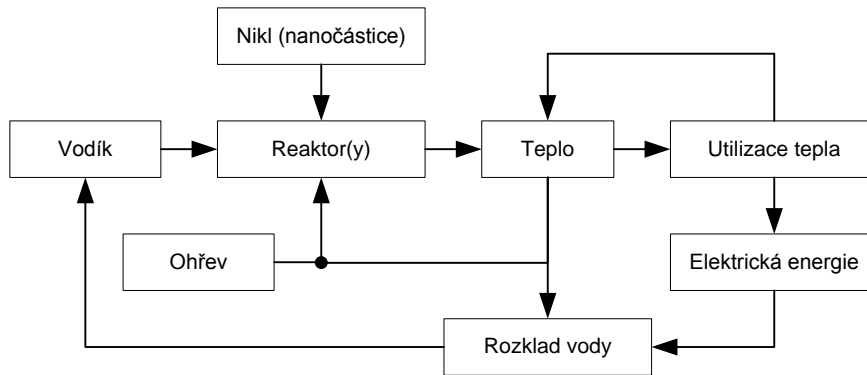 Nikl (nanočástice)
Vodík
Reaktor(y)
Teplo
Utilizace tepla
Ohřev
Elektrická energie
Rozklad vody